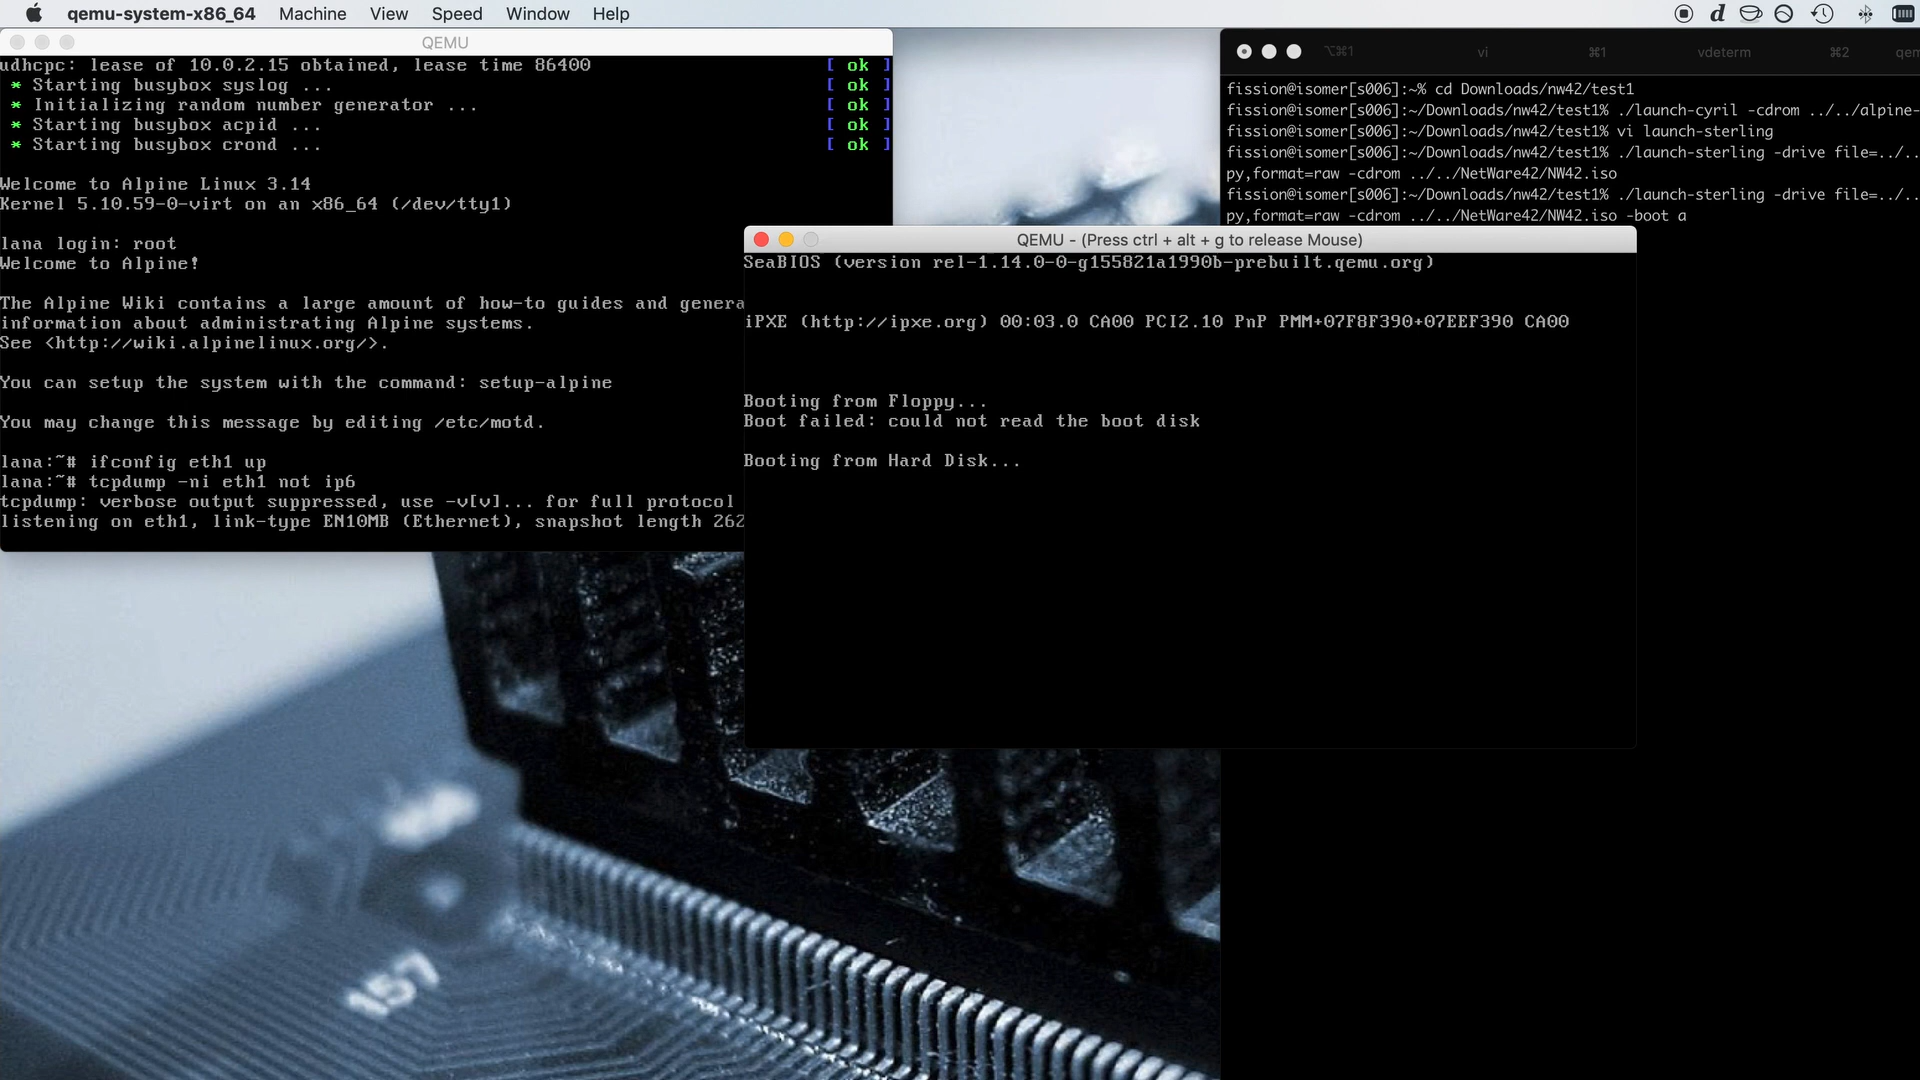 qemu-system-x86_64 Machine View Speed Window Help
QEMU
udhcpc: lease of 10.0.2.15 obtained, lease time 86400 [ ok ]
* Starting busybox syslog ... [ ok ]
* Initializing random number generator ... [ ok ]
* Starting busybox acpid ... [ ok ]
* Starting busybox crond ... [ ok ]
Welcome to Alpine Linux 3.14
Kernel 5.10.59-0-virt on an x86_64 (/dev/tty1)
lana login: root
Welcome to Alpine!
The Alpine Wiki contains a large amount of how-to guides and genera
information about administrating Alpine systems.
See <http://wiki.alpinelinux.org/>.
You can setup the system with the command: setup-alpine
You may change this message by editing /etc/motd.
lana:~# ifconfig eth1 up
lana:~# tcpdump -ni eth1 not ip6
tcpdump: verbose output suppressed, use -v[v]... for full protocol
listening on eth1, link-type EN10MB (Ethernet), snapshot length 262
⌥⌘1 vi ⌘1 vdeterm ⌘2 qem
fission@isomer[s006]:~% cd Downloads/nw42/test1
fission@isomer[s006]:~/Downloads/nw42/test1% ./launch-cyril -cdrom ../../alpine-
fission@isomer[s006]:~/Downloads/nw42/test1% vi launch-sterling
fission@isomer[s006]:~/Downloads/nw42/test1% ./launch-sterling -drive file=../..
py,format=raw -cdrom ../../NetWare42/NW42.iso
fission@isomer[s006]:~/Downloads/nw42/test1% ./launch-sterling -drive file=../..
py,format=raw -cdrom ../../NetWare42/NW42.iso -boot a
QEMU - (Press ctrl + alt + g to release Mouse)
SeaBIOS (version rel-1.14.0-0-g155821a1990b-prebuilt.qemu.org)
iPXE (http://ipxe.org) 00:03.0 CA00 PCI2.10 PnP PMM+07F8F390+07EEF390 CA00
Booting from Floppy...
Boot failed: could not read the boot disk
Booting from Hard Disk...
157